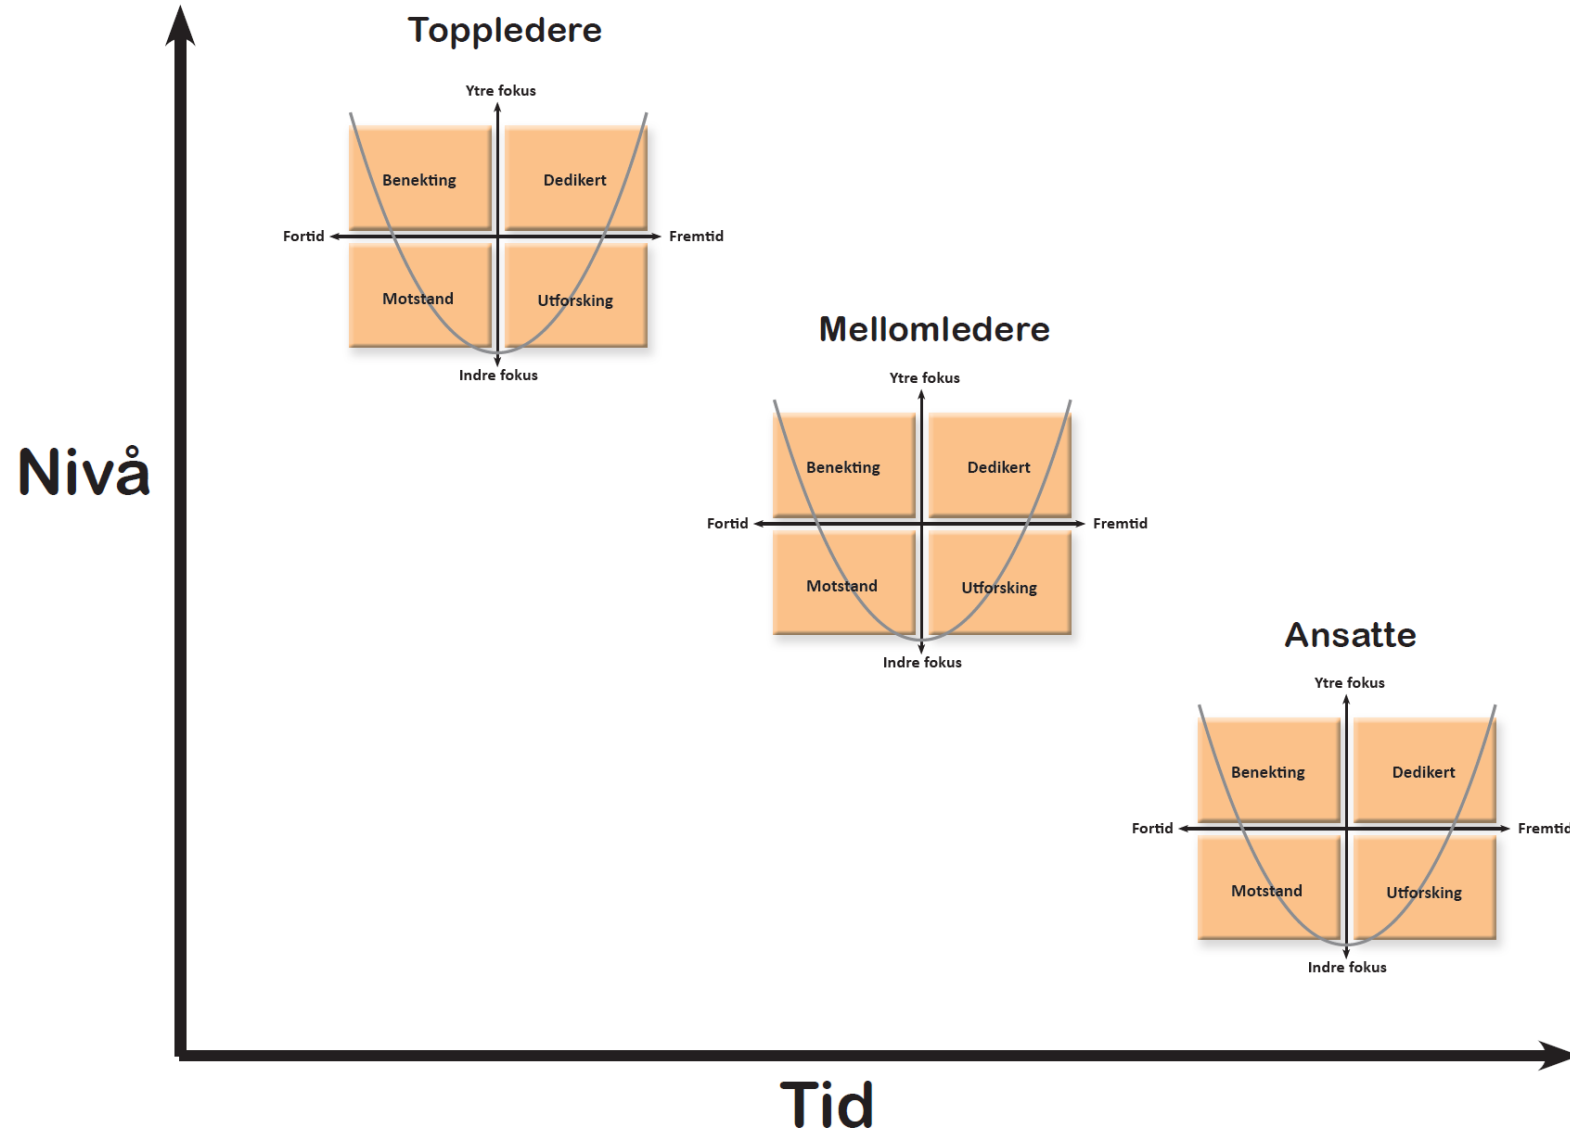 Toppledere
Ytre fokus
Benekting
Dedikert
Fortid
Fremtid
Motstand
Utforsking
Indre fokus
Mellomledere
Ytre fokus
Benekting
Dedikert
Fortid
Fremtid
Motstand
Utforsking
Indre fokus
Nivå
Ansatte
Ytre fokus
Benekting
Dedikert
Fortid
Fremtid
Motstand
Utforsking
Indre fokus
Tid